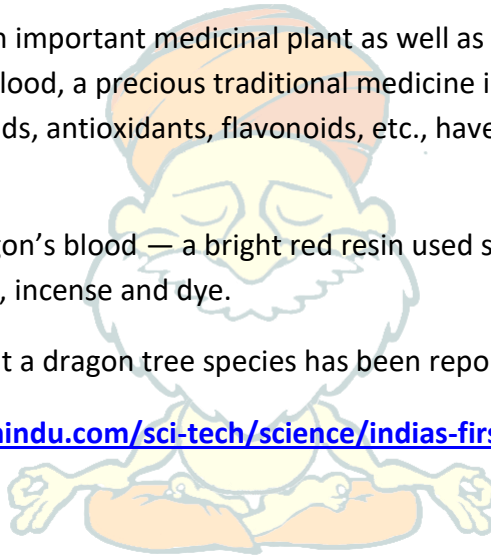 important medicinal plant as well as
lood, a precious traditional medicine i
ds, antioxidants, flavonoids, etc., have
gon’s blood — a bright red resin used s
, incense and dye.
t a dragon tree species has been repo
hindu.com/sci-tech/science/indias-firs